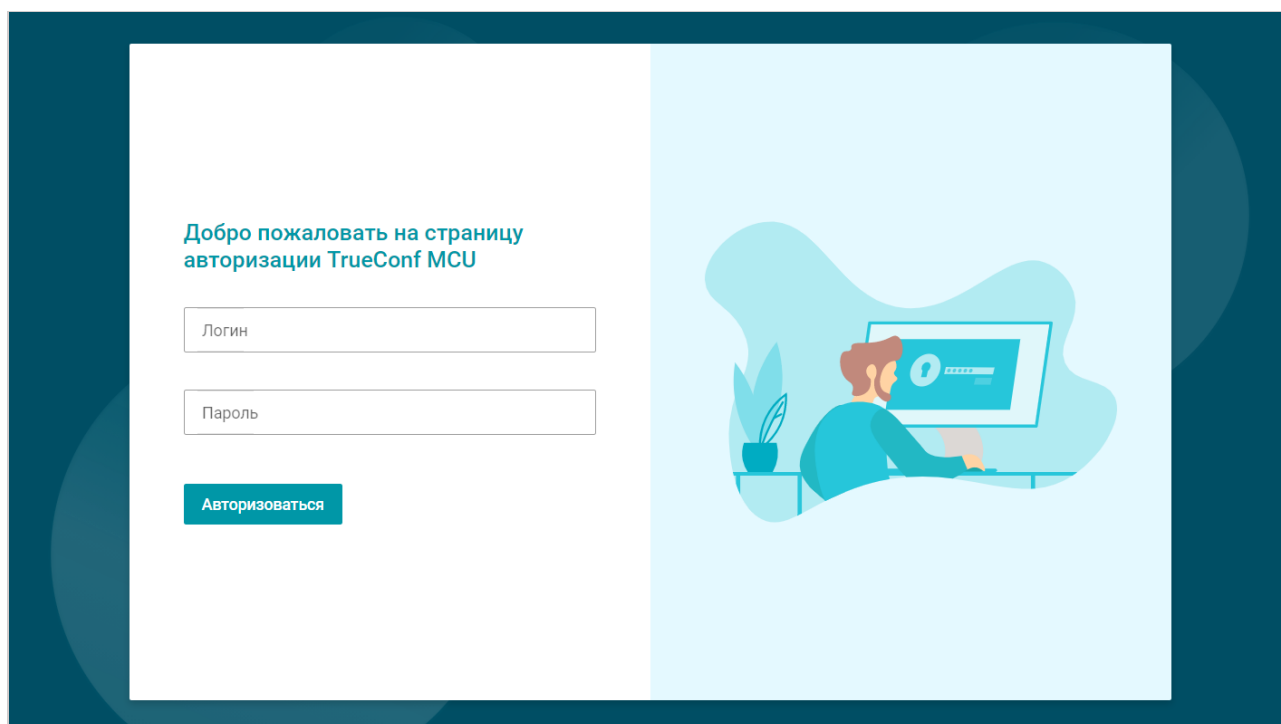 Добро пожаловать на страницу
авторизации TrueConf MCU
Логин
Пароль
Авторизоваться